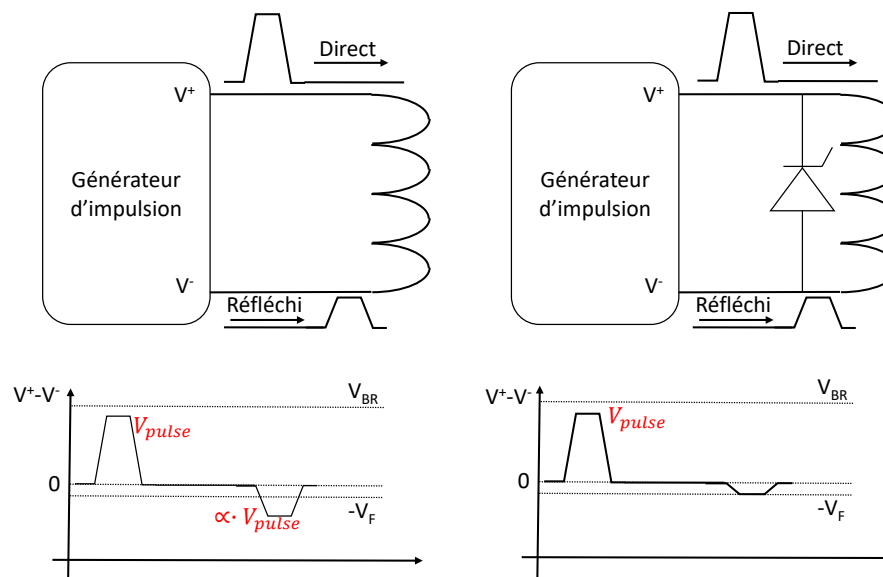 Direct
V+
Générateur
d'impulsion
V-
Réfléchi
V+-V-
VBR
Vpulse
0
∝· Vpulse
-VF
Direct
V+
Générateur
d'impulsion
V-
Réfléchi
V+-V-
VBR
Vpulse
0
-VF